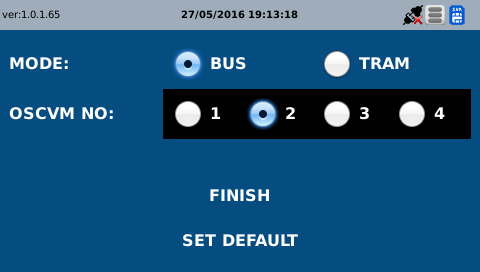 ver:1.0.1.65 27/05/2016 19:13:18
MODE: BUS TRAM
OSCVM NO: 1 2 3 4
FINISH
SET DEFAULT